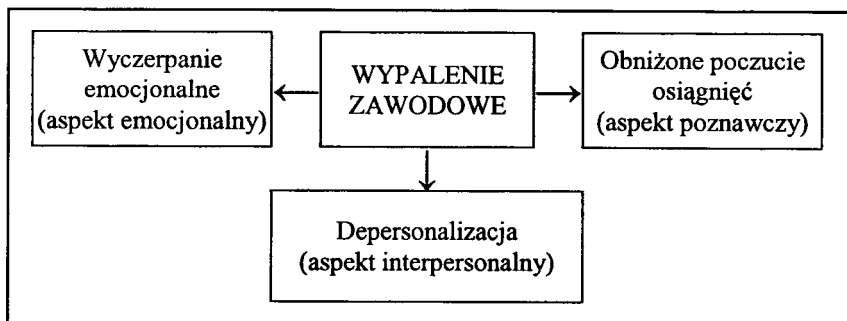 Wyczerpanie
emocjonalne
(aspekt emocjonalny)
WYPALENIE
ZAWODOWE
Obniżone poczucie
osiągnięć
(aspekt poznawczy)
Depersonalizacja
(aspekt interpersonalny)